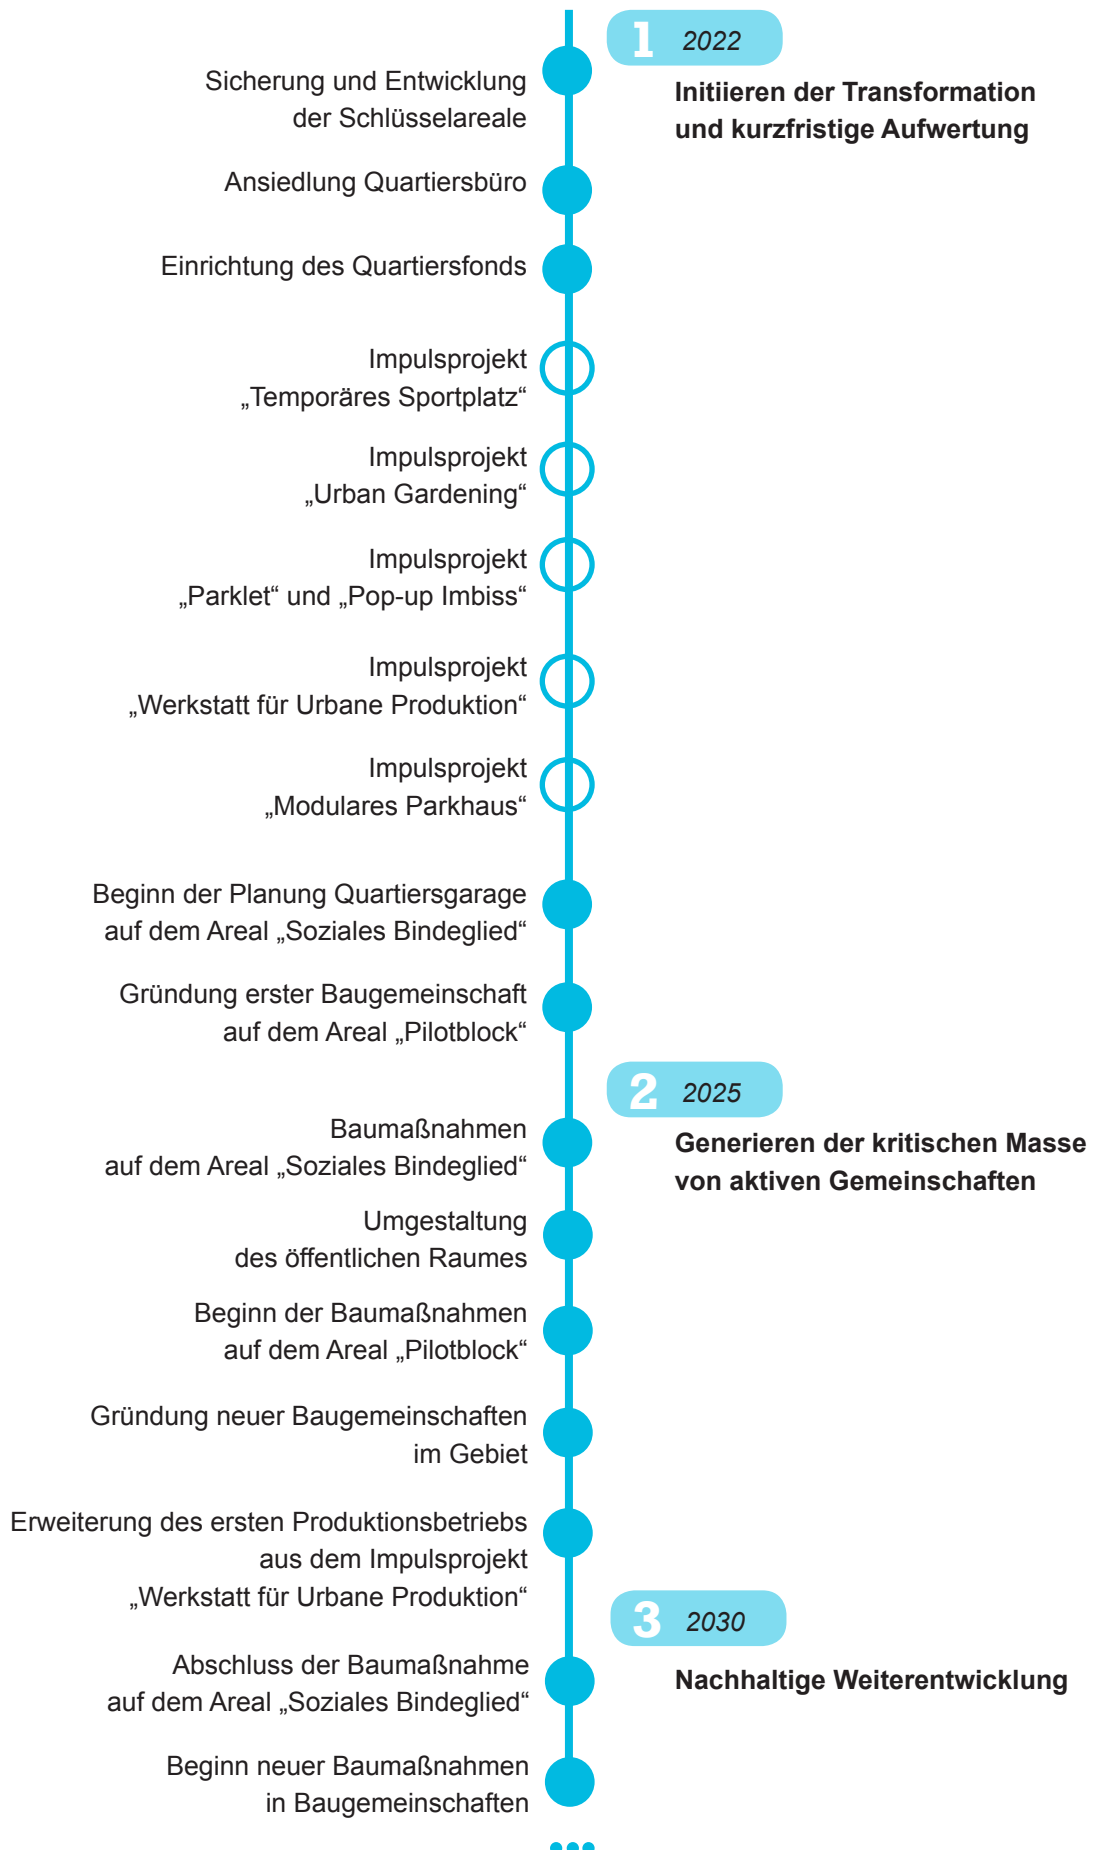 1 2022
Initiieren der Transformation
und kurzfristige Aufwertung
Sicherung und Entwicklung
der Schlüsselareale
Ansiedlung Quartiersbüro
Einrichtung des Quartiersfonds
Impulsprojekt
„Temporäres Sportplatz“
Impulsprojekt
„Urban Gardening“
Impulsprojekt
„Parklet“ und „Pop-up Imbiss“
Impulsprojekt
„Werkstatt für Urbane Produktion“
Impulsprojekt
„Modulares Parkhaus“
Beginn der Planung Quartiersgarage
auf dem Areal „Soziales Bindeglied“
Gründung erster Baugemeinschaft
auf dem Areal „Pilotblock“
2 2025
Generieren der kritischen Masse
von aktiven Gemeinschaften
Baumaßnahmen
auf dem Areal „Soziales Bindeglied“
Umgestaltung
des öffentlichen Raumes
Beginn der Baumaßnahmen
auf dem Areal „Pilotblock“
Gründung neuer Baugemeinschaften
im Gebiet
Erweiterung des ersten Produktionsbetriebs
aus dem Impulsprojekt
„Werkstatt für Urbane Produktion“
3 2030
Nachhaltige Weiterentwicklung
Abschluss der Baumaßnahme
auf dem Areal „Soziales Bindeglied“
Beginn neuer Baumaßnahmen
in Baugemeinschaften